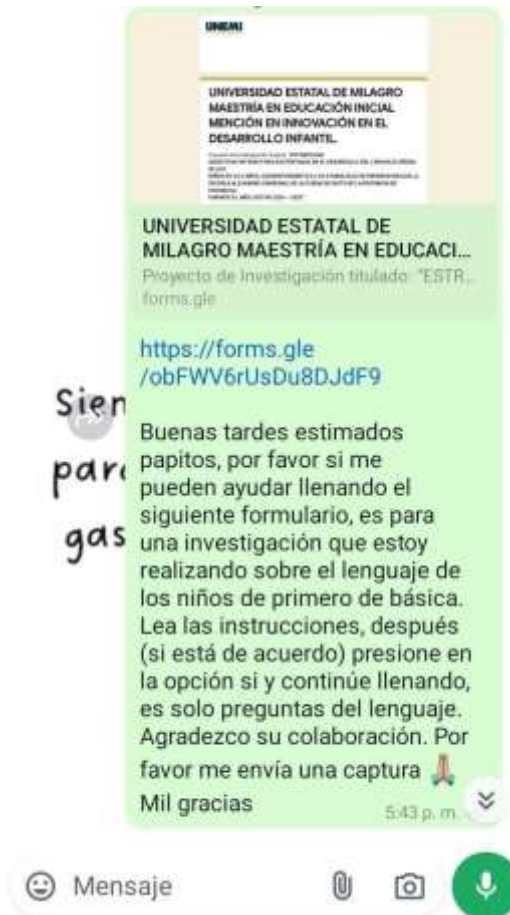 UNEMI
UNIVERSIDAD ESTATAL DE MILAGRO
MAESTRÍA EN EDUCACIÓN INICIAL
MENCIÓN EN INNOVACIÓN EN EL
DESARROLLO INFANTIL.
UNIVERSIDAD ESTATAL DE
MILAGRO MAESTRÍA EN EDUCACI...
Proyecto de Investigación titulado: "ESTR...
forms.gle
https://forms.gle
/obFWV6rUsDu8DJdF9
Sien
para
gas
Buenas tardes estimados
papitos, por favor si me
pueden ayudar llenando el
siguiente formulario, es para
una investigación que estoy
realizando sobre el lenguaje de
los niños de primero de básica.
Lea las instrucciones, después
(si está de acuerdo) presione en
la opción si y continúe llenando,
es solo preguntas del lenguaje.
Agradezco su colaboración. Por
favor me envía una captura 🙏
Mil gracias
5:43 p. m.
Mensaje